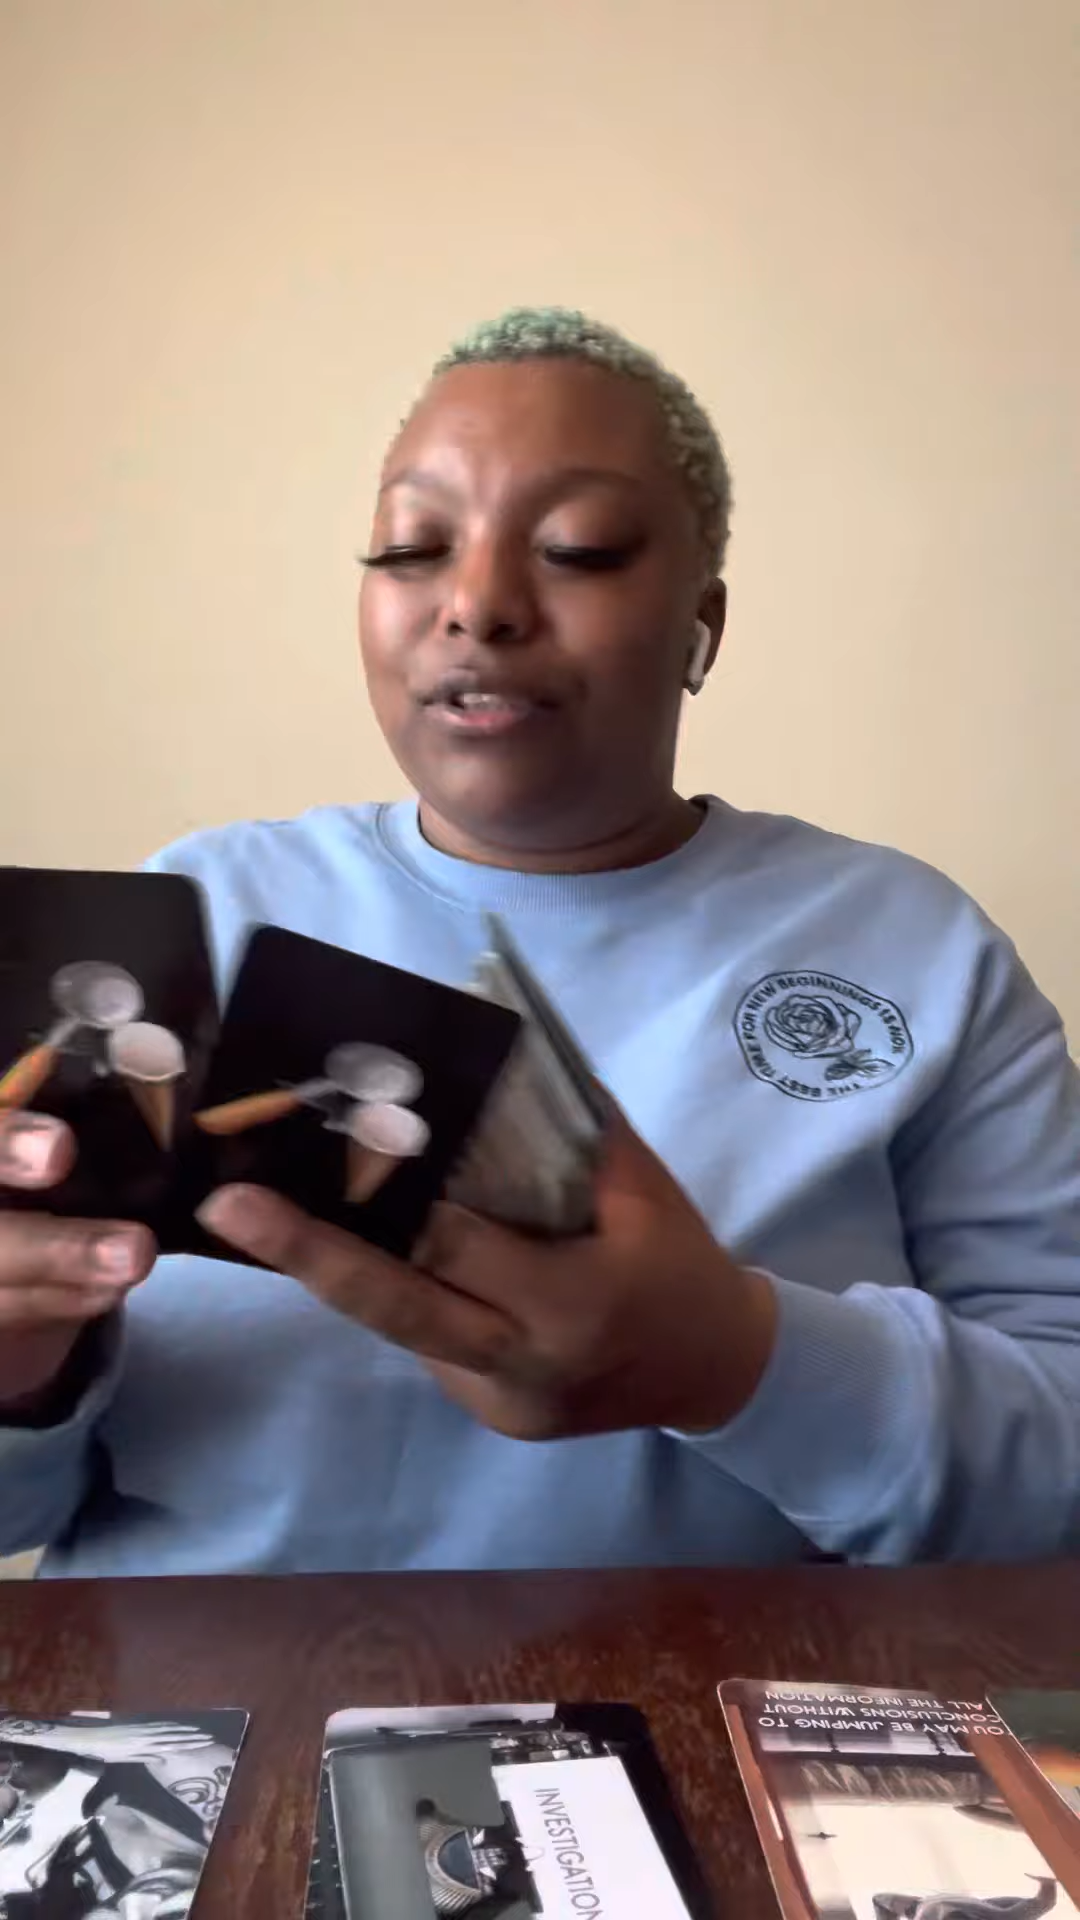 THE BEST TIME FOR NEW BEGINNINGS IS NOW
INVESTIGATION
OU MAY BE JUMPING TO
CONCLUSIONS WITHOUT
ALL THE INFORMATION